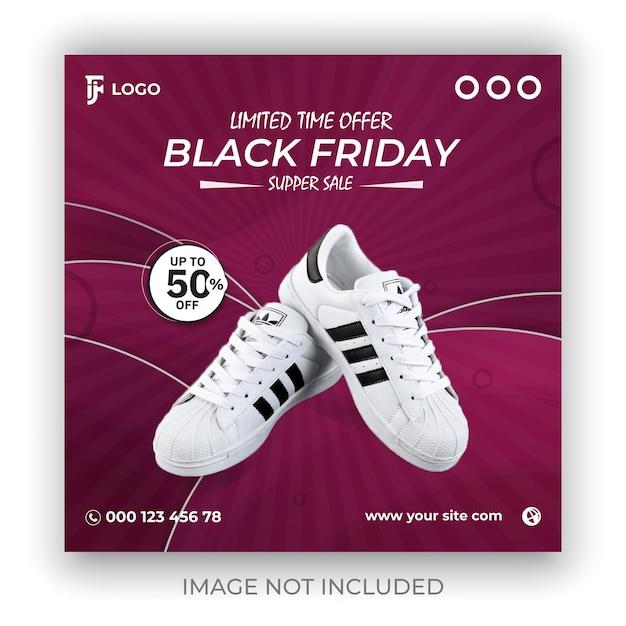 LOGO
LIMITED TIME OFFER
BLACK FRIDAY
SUPPER SALE
UP TO
50%
OFF
000 123 456 78
www.your site com
IMAGE NOT INCLUDED